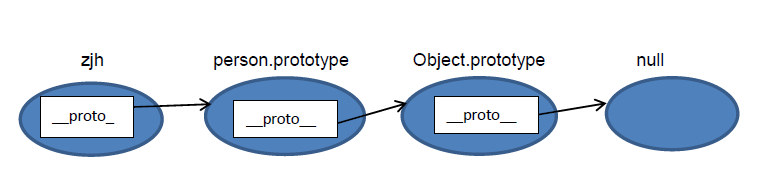 zjh
person.prototype
Object.prototype
null
__proto_
__proto__
__proto__